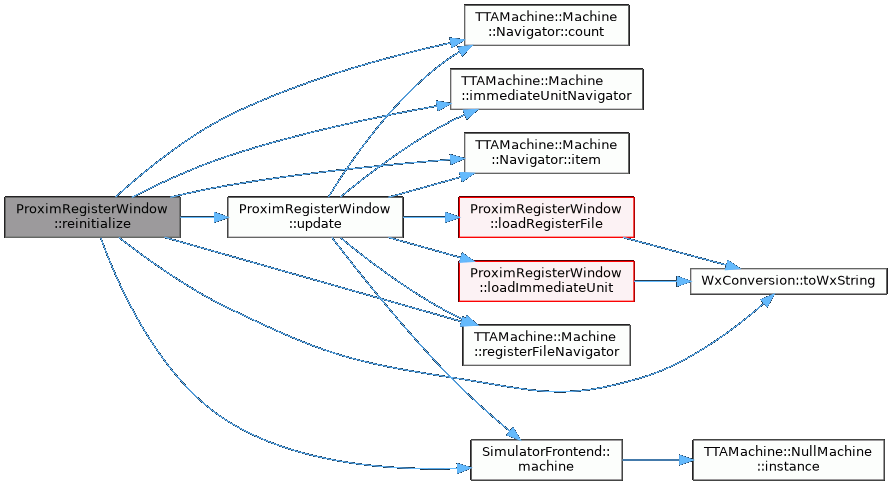 TTAMachine::Machine
::Navigator::count
TTAMachine::Machine
::immediateUnitNavigator
TTAMachine::Machine
::Navigator::item
ProximRegisterWindow
::reinitialize
ProximRegisterWindow
::update
ProximRegisterWindow
::loadRegisterFile
ProximRegisterWindow
::loadImmediateUnit
WxConversion::toWxString
TTAMachine::Machine
::registerFileNavigator
SimulatorFrontend::
machine
TTAMachine::NullMachine
::instance